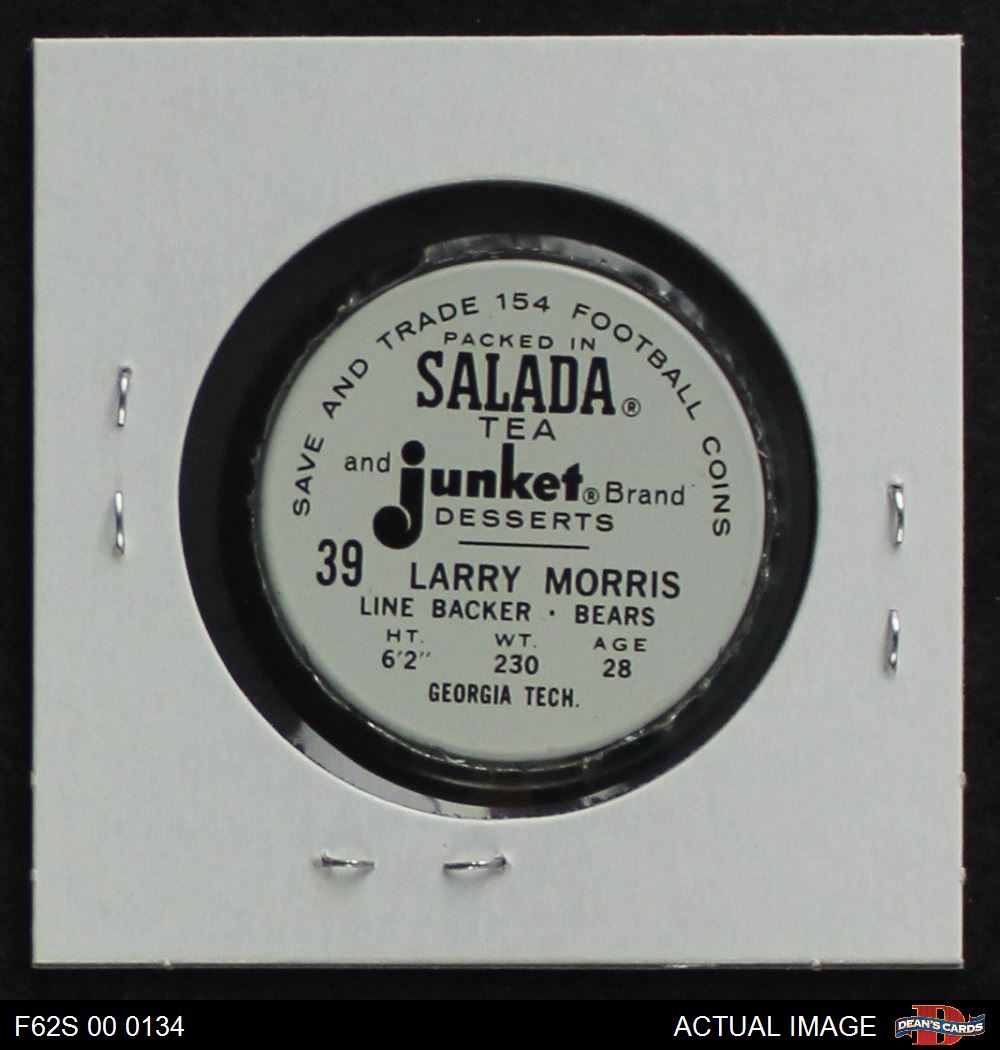 SAVE AND TRADE 154 FOOTBALL COINS
PACKED IN
SALADA®
TEA
and junket® Brand
DESSERTS
39 LARRY MORRIS
LINE BACKER · BEARS
HT. WT. AGE
6'2" 230 28
GEORGIA TECH.
F62S 00 0134 ACTUAL IMAGE D DEAN'S CARDS